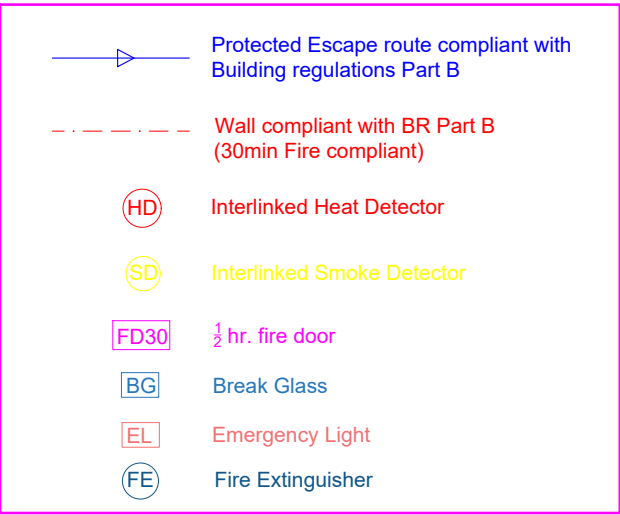 Protected Escape route compliant with
Building regulations Part B
Wall compliant with BR Part B
(30min Fire compliant)
HD Interlinked Heat Detector
SD Interlinked Smoke Detector
FD30 ½ hr. fire door
BG Break Glass
EL Emergency Light
FE Fire Extinguisher